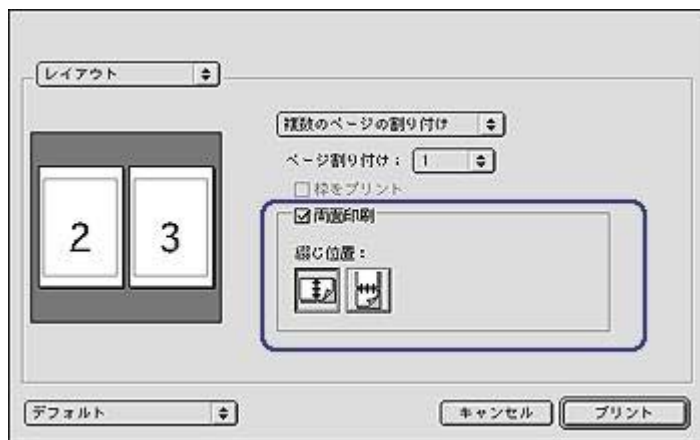 レイアウト
複数のページの割り付け
ページ割り付け： 1
枠をプリント
両面印刷
綴じ位置：
2 3
デフォルト
キャンセル プリント